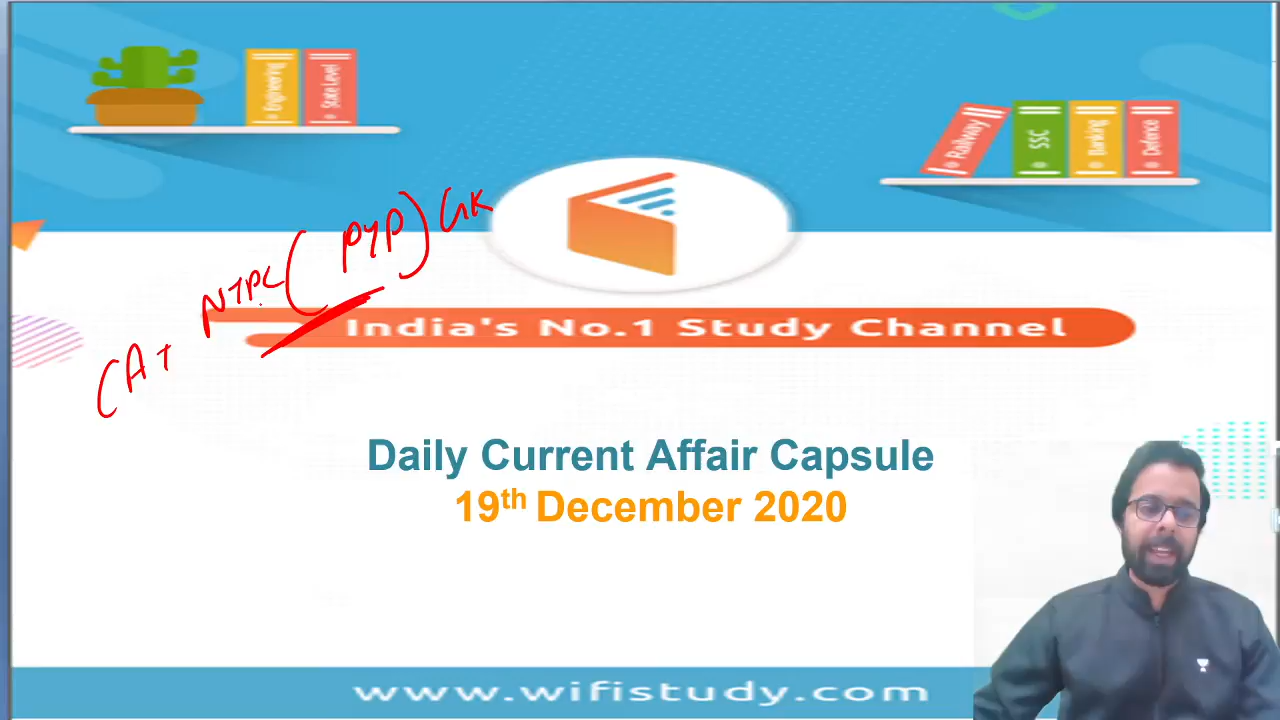 Engineering
State Level
Railway
SSC
Banking
Defence
CA+ NTPC (PYP) GK
India's No.1 Study Channel
Daily Current Affair Capsule
19th December 2020
www.wifistudy.com